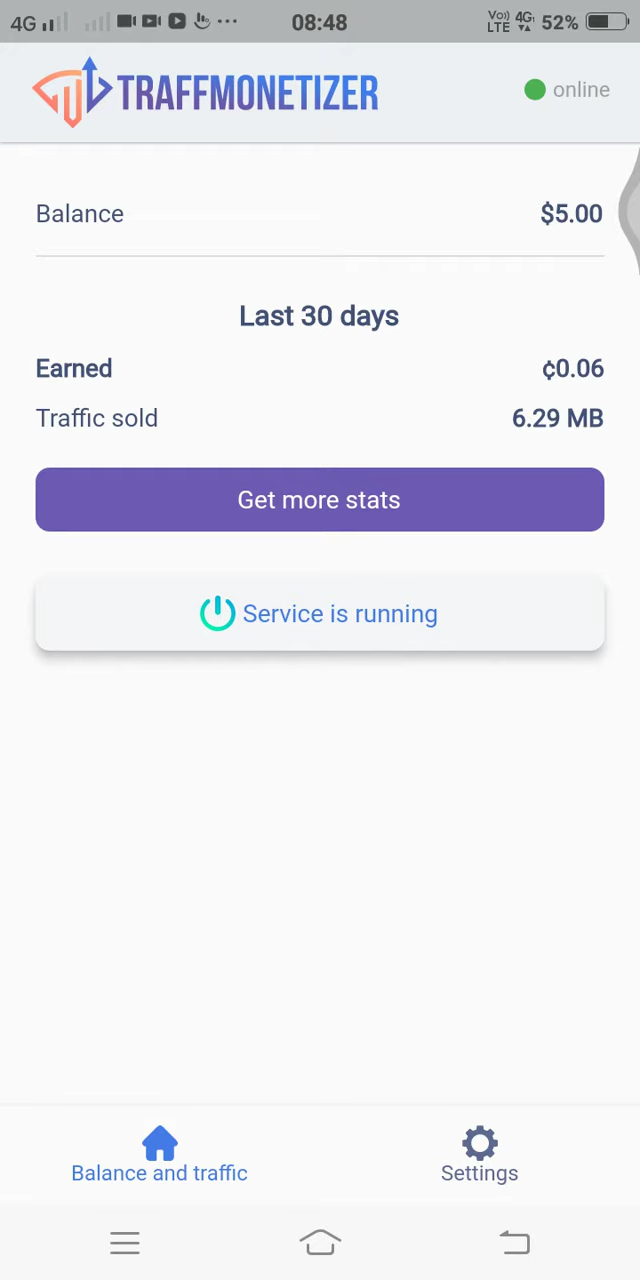 4G 08:48 Vo)) LTE 4G 52%
TRAFFMONETIZER online
Balance $5.00
Last 30 days
Earned ¢0.06
Traffic sold 6.29 MB
Get more stats
Service is running
Balance and traffic Settings